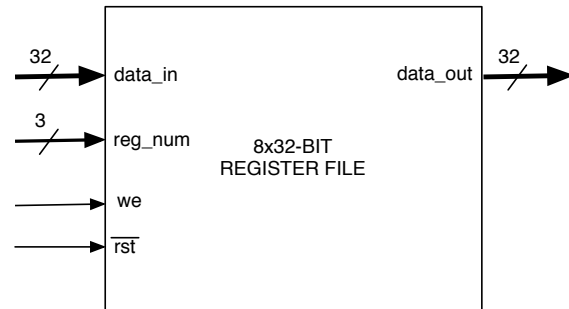 32
data_in
data_out
32
3
reg_num
8x32-BIT
REGISTER FILE
we
rst